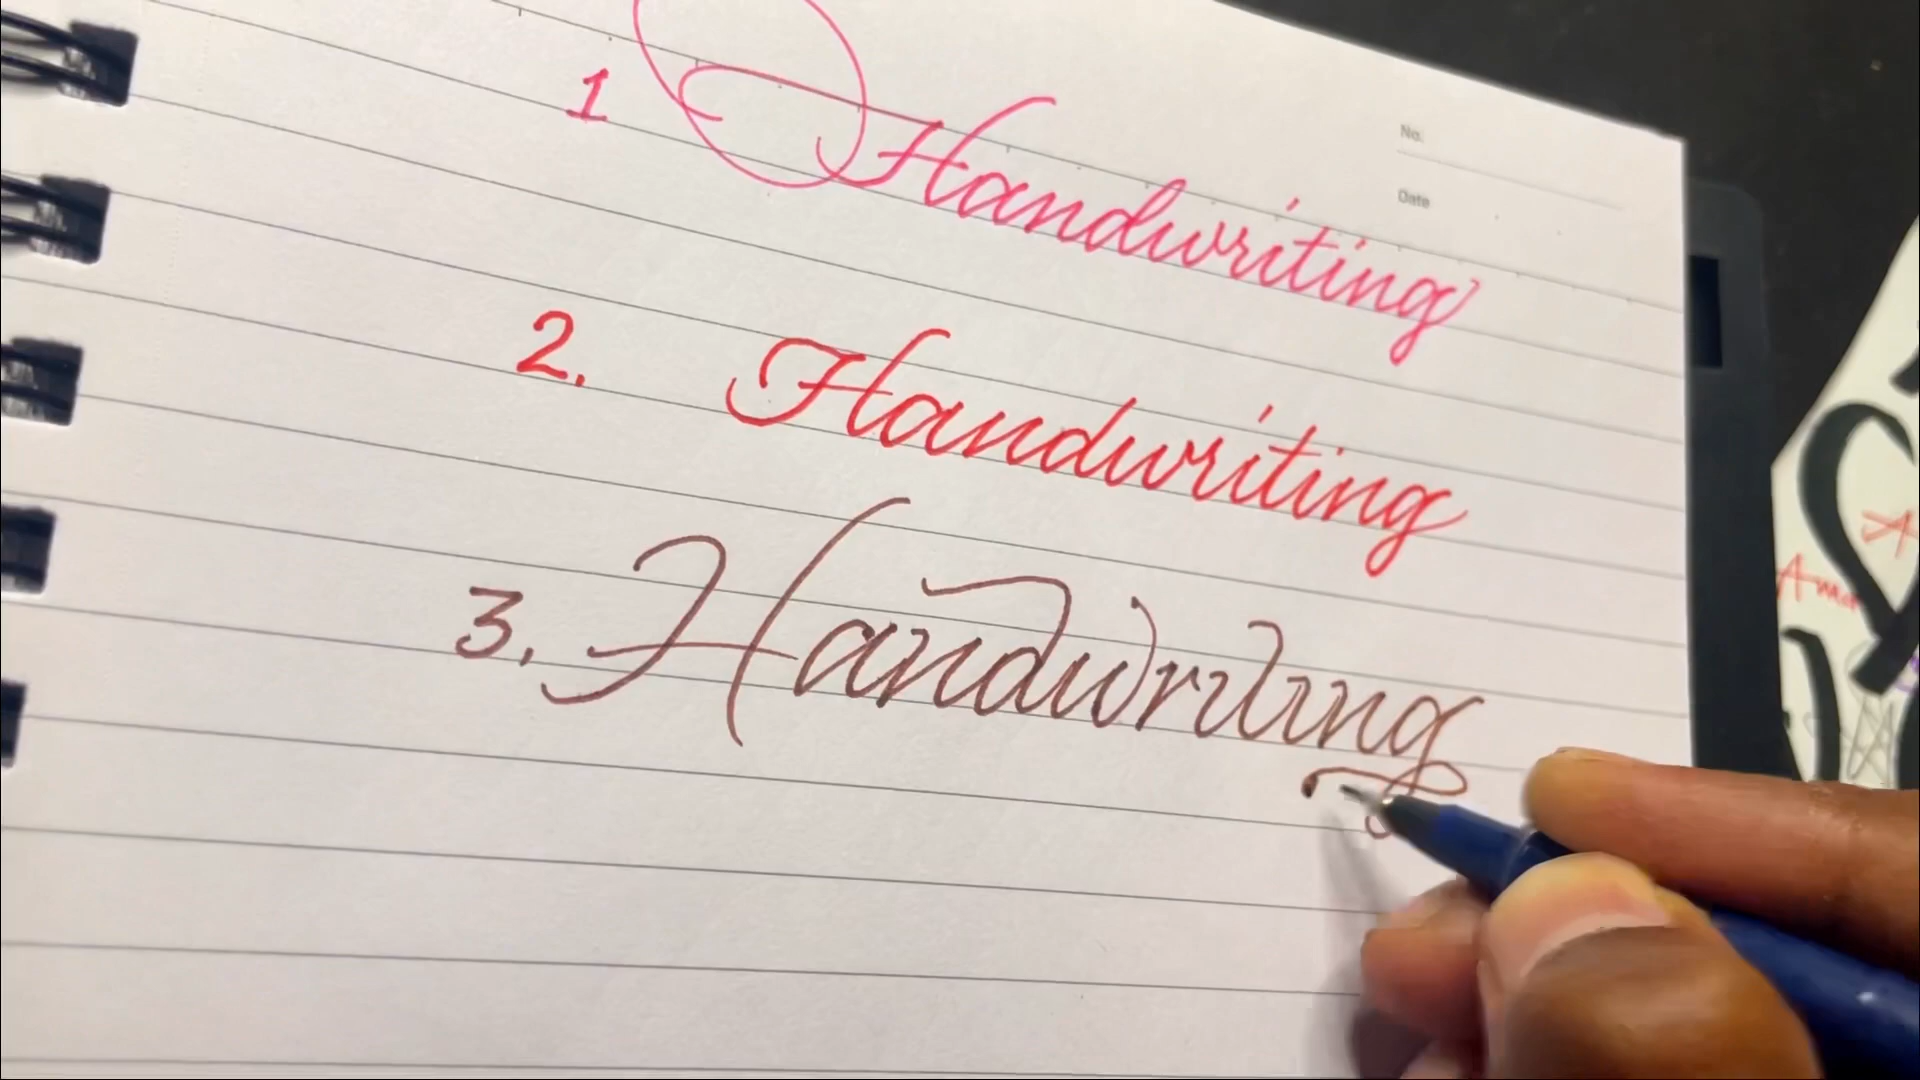 No.
Date
1 Handwriting
2. Handwriting
3. Handwriting